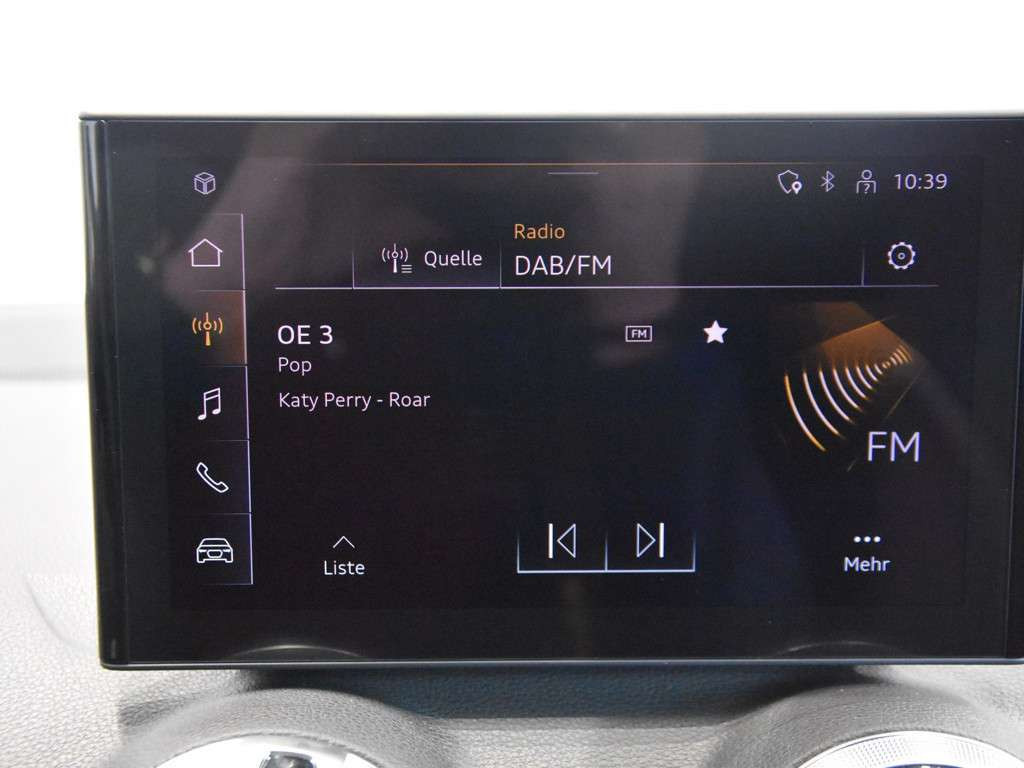 10:39
Radio
Quelle
DAB/FM
OE 3
FM
Pop
Katy Perry - Roar
FM
Liste
Mehr